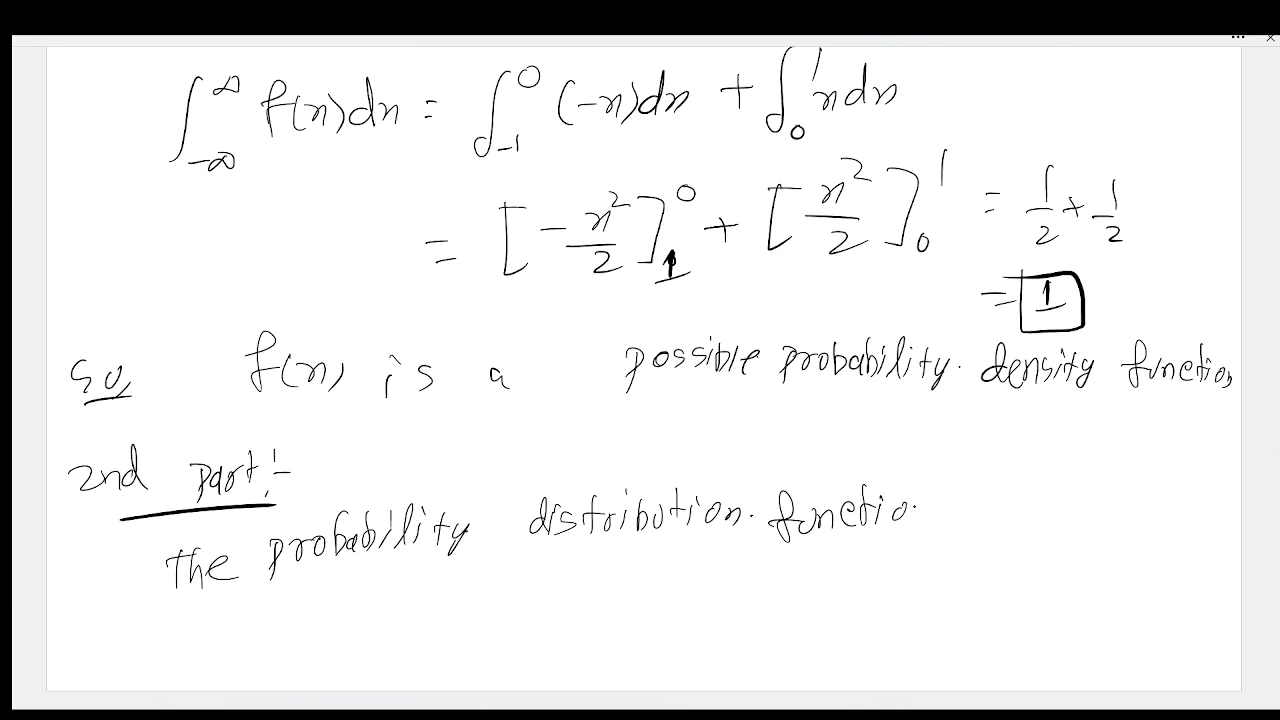 ∫_{-∞}^{∞} f(x)dx = ∫_{-1}^{0} (-x)dx + ∫_{0}^{1} x dx
= [-x²/2]_{1}^{0} + [x²/2]_{0}^{1} = 1/2 + 1/2
= 1
So, f(x) is a possible probability. density function
2nd part:-
the probability distribution. functio.